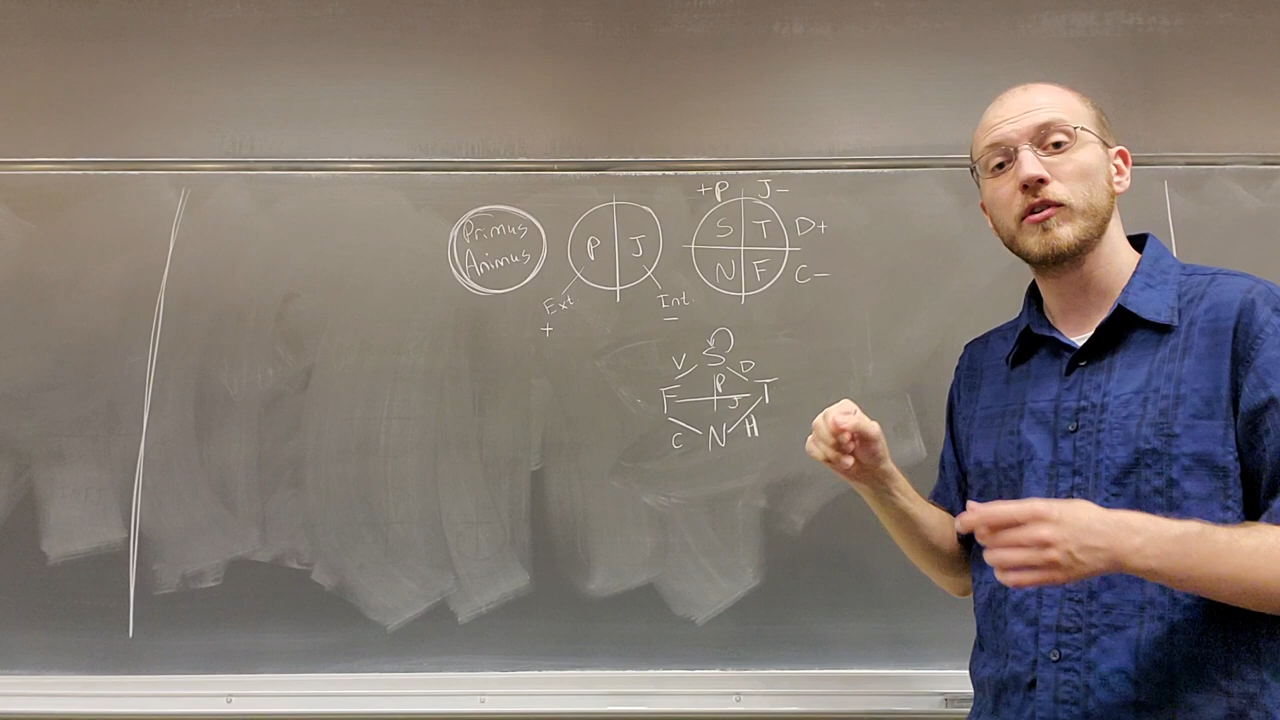 Primus
Animus
P J
Ext.
+
Int.
−
+P J−
S T D+
N F C−
S
V D
P
F T
J
C N H